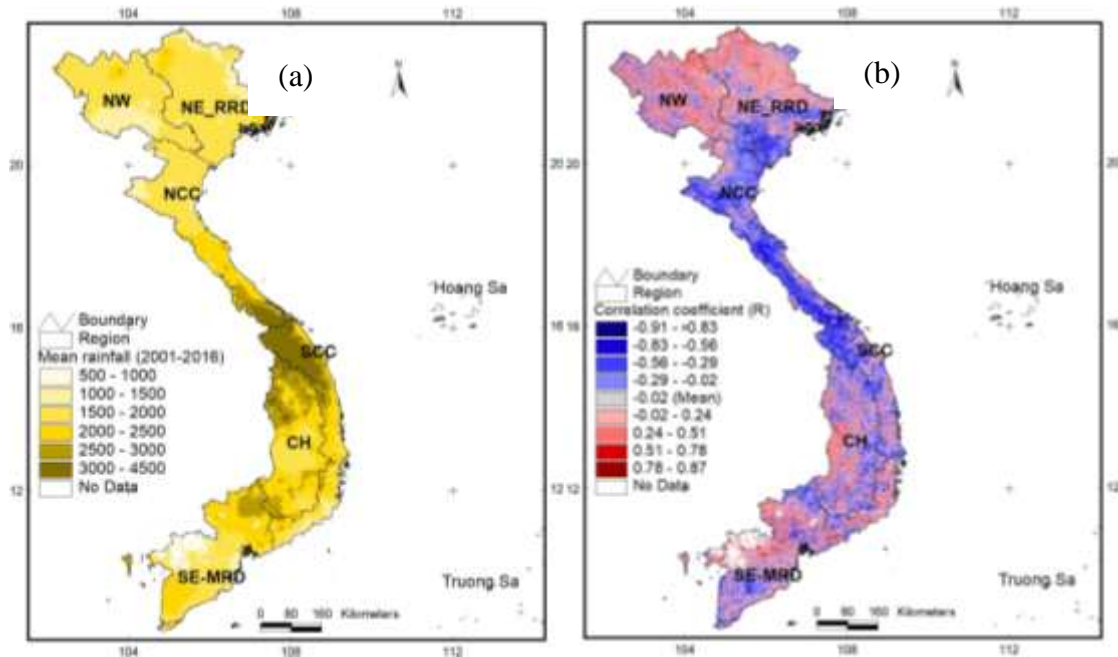 104 108 112
(a)
N
NW
NE_RRD
20
NCC
Hoang Sa
Boundary
Region
16
Mean rainfall (2001-2016)
SCC
500 - 1000
1000 - 1500
1500 - 2000
2000 - 2500
2500 - 3000
3000 - 4500
No Data
CH
12
SE-MRD
Truong Sa
0 80 160 Kilometers
104 108 112
104 108 112
(b)
N
NW
NE_RRD
20 20
NCC
Hoang Sa
Boundary
Region
16 16
Correlation coefficient (R)
SCC
-0.91 - -0.83
-0.83 - -0.56
-0.56 - -0.29
-0.29 - -0.02
-0.02 (Mean)
-0.02 - 0.24
0.24 - 0.51
0.51 - 0.78
0.78 - 0.87
No Data
CH
12 12
SE-MRD
Truong Sa
0 80 160 Kilometers
104 108 112